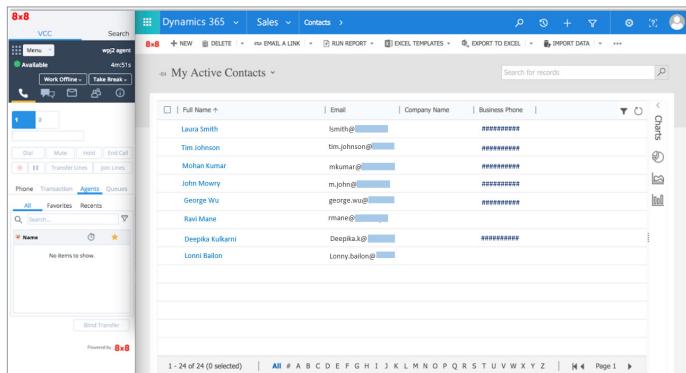 8x8
VCC Search
Menu wpj2 agent
Available 4m:51s
Work Offline Take Break
1 2
Dial Mute Hold End Call
Transfer Lines Join Lines
Phone Transaction Agents Queues
All Favorites Recents
Search...
Name
No items to show.
Blind Transfer
Powered by 8x8
Dynamics 365 Sales Contacts >
8x8 + NEW DELETE EMAIL A LINK RUN REPORT EXCEL TEMPLATES EXPORT TO EXCEL IMPORT DATA ...
My Active Contacts Search for records
Full Name ↑ Email Company Name Business Phone
Laura Smith lsmith@ ##########
Tim Johnson tim.johnson@ ##########
Mohan Kumar mkumar@ ##########
John Mowry m.john@ ##########
George Wu george.wu@ ##########
Ravi Mane rmane@
Deepika Kulkarni Deepika.k@ ##########
Lonni Bailon Lonny.bailon@
Charts
1 - 24 of 24 (0 selected) All # A B C D E F G H I J K L M N O P Q R S T U V W X Y Z Page 1